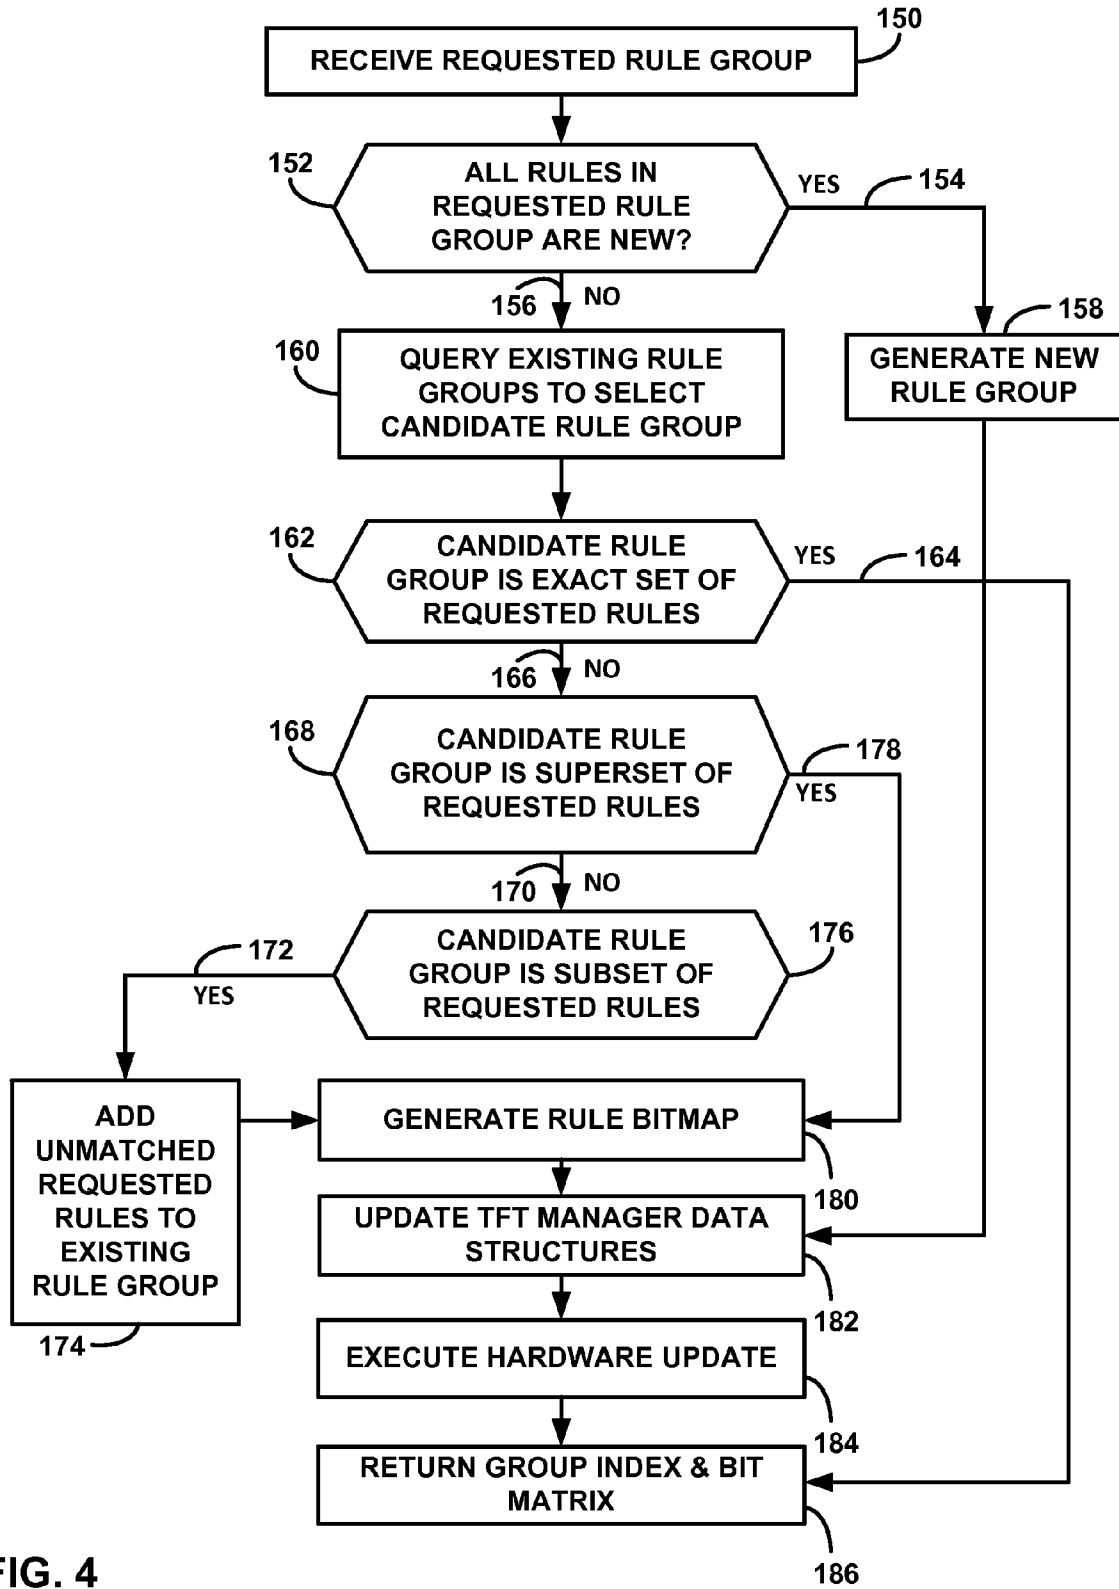 150
RECEIVE REQUESTED RULE GROUP
152
ALL RULES IN
REQUESTED RULE
GROUP ARE NEW?
YES
154
156
NO
158
160
QUERY EXISTING RULE
GROUPS TO SELECT
CANDIDATE RULE GROUP
GENERATE NEW
RULE GROUP
162
CANDIDATE RULE
GROUP IS EXACT SET OF
REQUESTED RULES
YES
164
166
NO
168
CANDIDATE RULE
GROUP IS SUPERSET OF
REQUESTED RULES
178
YES
170
NO
172
YES
CANDIDATE RULE
GROUP IS SUBSET OF
REQUESTED RULES
176
ADD
UNMATCHED
REQUESTED
RULES TO
EXISTING
RULE GROUP
174
GENERATE RULE BITMAP
180
UPDATE TFT MANAGER DATA
STRUCTURES
182
EXECUTE HARDWARE UPDATE
184
RETURN GROUP INDEX & BIT
MATRIX
186
FIG. 4